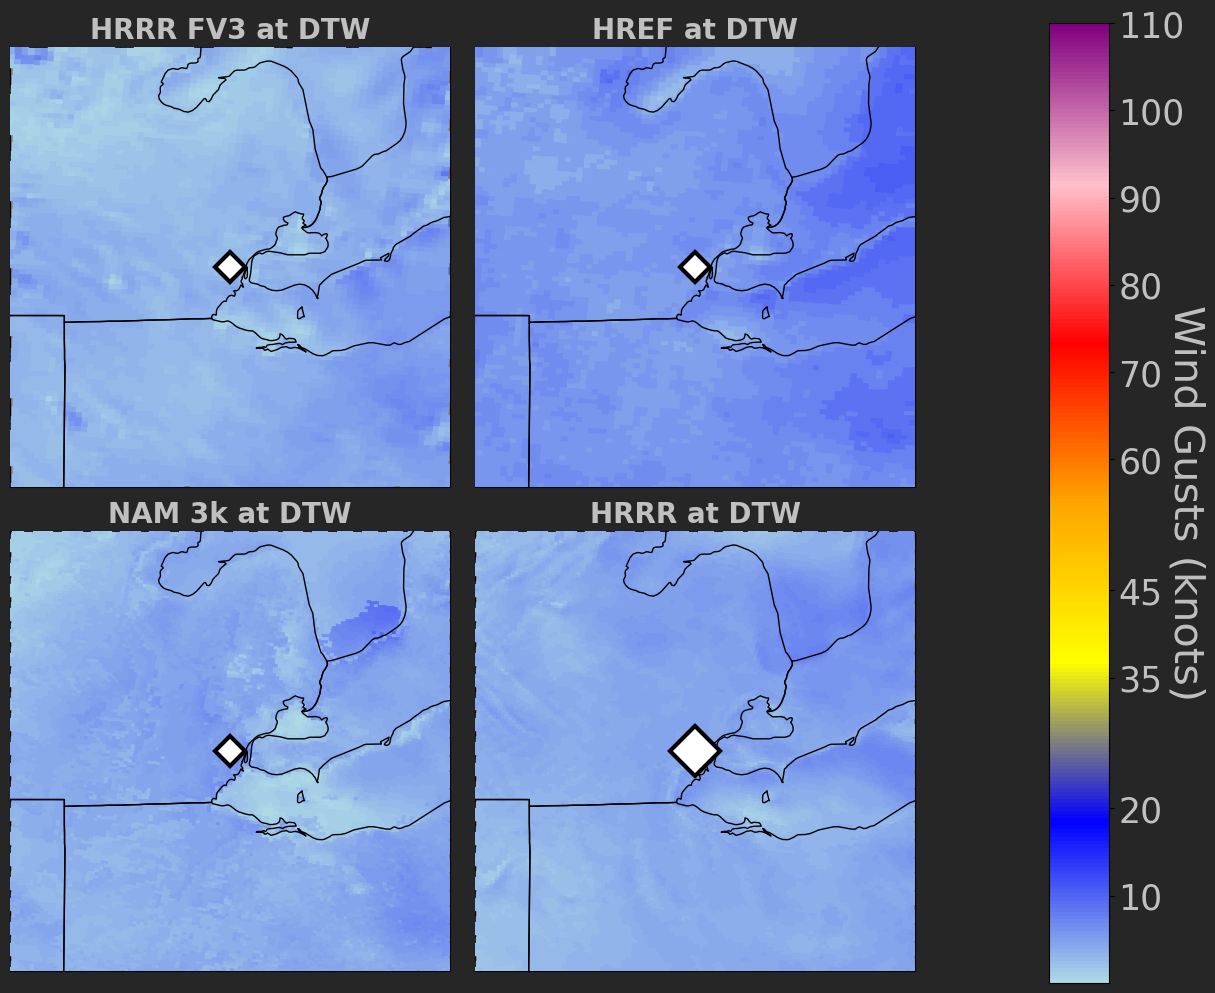 HRRR FV3 at DTW
HREF at DTW
NAM 3k at DTW
HRRR at DTW
110
100
90
80
70
60
45
35
20
10
Wind Gusts (knots)